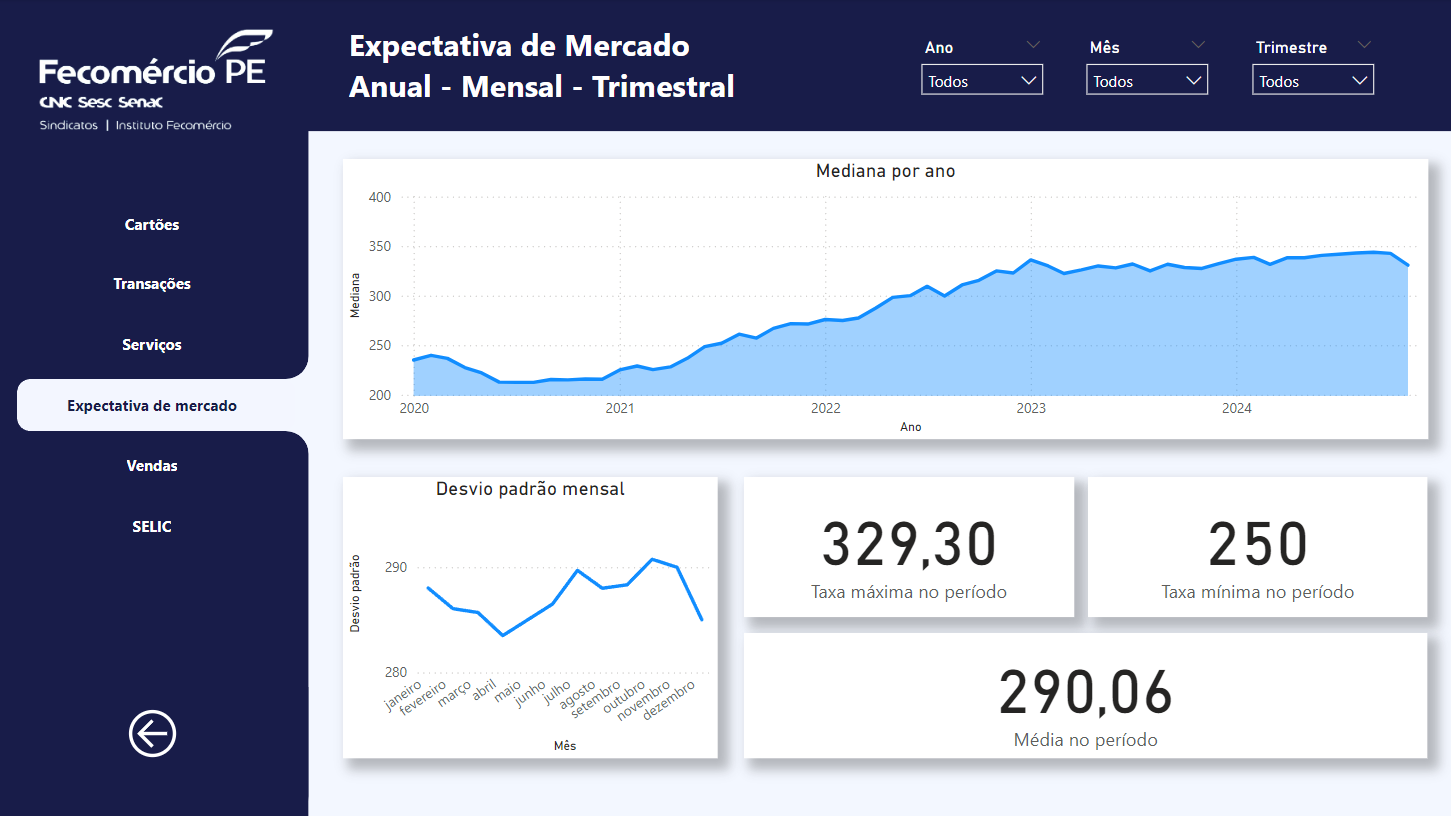 Fecomércio PE
CNC Sesc Senac
Sindicatos | Instituto Fecomércio
Expectativa de Mercado
Anual - Mensal - Trimestral
Ano
Todos
Mês
Todos
Trimestre
Todos
Cartões
Transações
Serviços
Expectativa de mercado
Vendas
SELIC
Mediana por ano
Mediana
400
350
300
250
200
2020
2021
2022
2023
2024
Ano
Desvio padrão mensal
Desvio padrão
290
280
janeiro
fevereiro
março
abril
maio
junho
julho
agosto
setembro
outubro
novembro
dezembro
Mês
329,30
Taxa máxima no período
250
Taxa mínima no período
290,06
Média no período